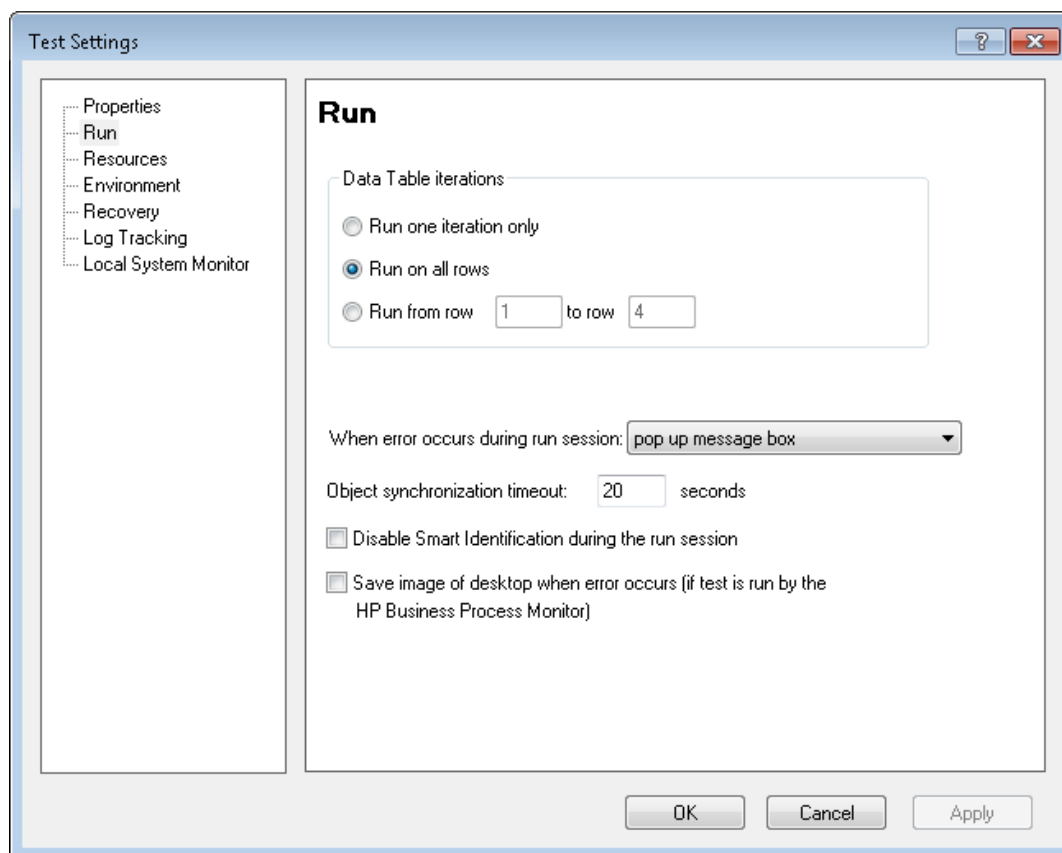 Test Settings
Properties
Run
Resources
Environment
Recovery
Log Tracking
Local System Monitor
Run
Data Table iterations
Run one iteration only
Run on all rows
Run from row 1 to row 4
When error occurs during run session: pop up message box
Object synchronization timeout: 20 seconds
Disable Smart Identification during the run session
Save image of desktop when error occurs (if test is run by the
HP Business Process Monitor)
OK Cancel Apply